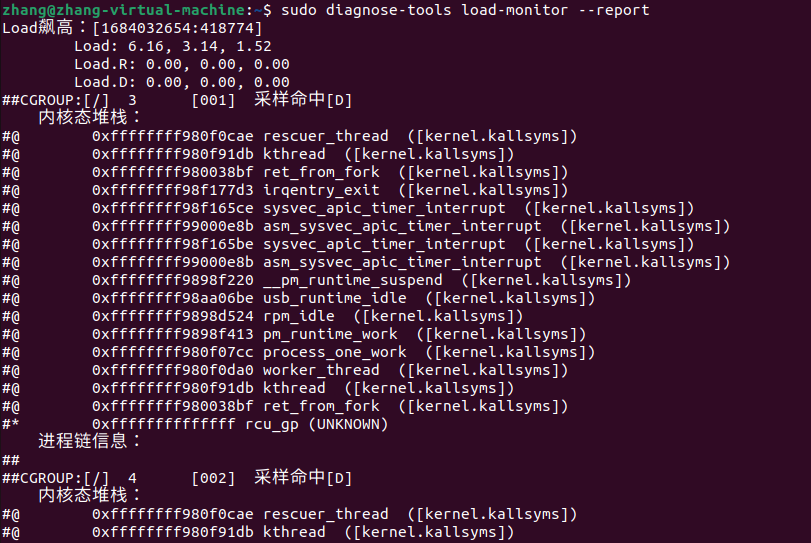 zhang@zhang-virtual-machine:~$ sudo diagnose-tools load-monitor --report
Load飙高：[1684032654:418774]
        Load: 6.16, 3.14, 1.52
        Load.R: 0.00, 0.00, 0.00
        Load.D: 0.00, 0.00, 0.00
##CGROUP:[/]  3      [001]  采样命中[D]
    内核态堆栈：
#@        0xffffffff980f0cae rescuer_thread  ([kernel.kallsyms])
#@        0xffffffff980f91db kthread  ([kernel.kallsyms])
#@        0xffffffff980038bf ret_from_fork  ([kernel.kallsyms])
#@        0xffffffff98f177d3 irqentry_exit  ([kernel.kallsyms])
#@        0xffffffff98f165ce sysvec_apic_timer_interrupt  ([kernel.kallsyms])
#@        0xffffffff99000e8b asm_sysvec_apic_timer_interrupt  ([kernel.kallsyms])
#@        0xffffffff98f165be sysvec_apic_timer_interrupt  ([kernel.kallsyms])
#@        0xffffffff99000e8b asm_sysvec_apic_timer_interrupt  ([kernel.kallsyms])
#@        0xffffffff9898f220 __pm_runtime_suspend  ([kernel.kallsyms])
#@        0xffffffff98aa06be usb_runtime_idle  ([kernel.kallsyms])
#@        0xffffffff9898d524 rpm_idle  ([kernel.kallsyms])
#@        0xffffffff9898f413 pm_runtime_work  ([kernel.kallsyms])
#@        0xffffffff980f07cc process_one_work  ([kernel.kallsyms])
#@        0xffffffff980f0da0 worker_thread  ([kernel.kallsyms])
#@        0xffffffff980f91db kthread  ([kernel.kallsyms])
#@        0xffffffff980038bf ret_from_fork  ([kernel.kallsyms])
#*        0xffffffffffffff rcu_gp (UNKNOWN)
    进程链信息：
##
##CGROUP:[/]  4      [002]  采样命中[D]
    内核态堆栈：
#@        0xffffffff980f0cae rescuer_thread  ([kernel.kallsyms])
#@        0xffffffff980f91db kthread  ([kernel.kallsyms])